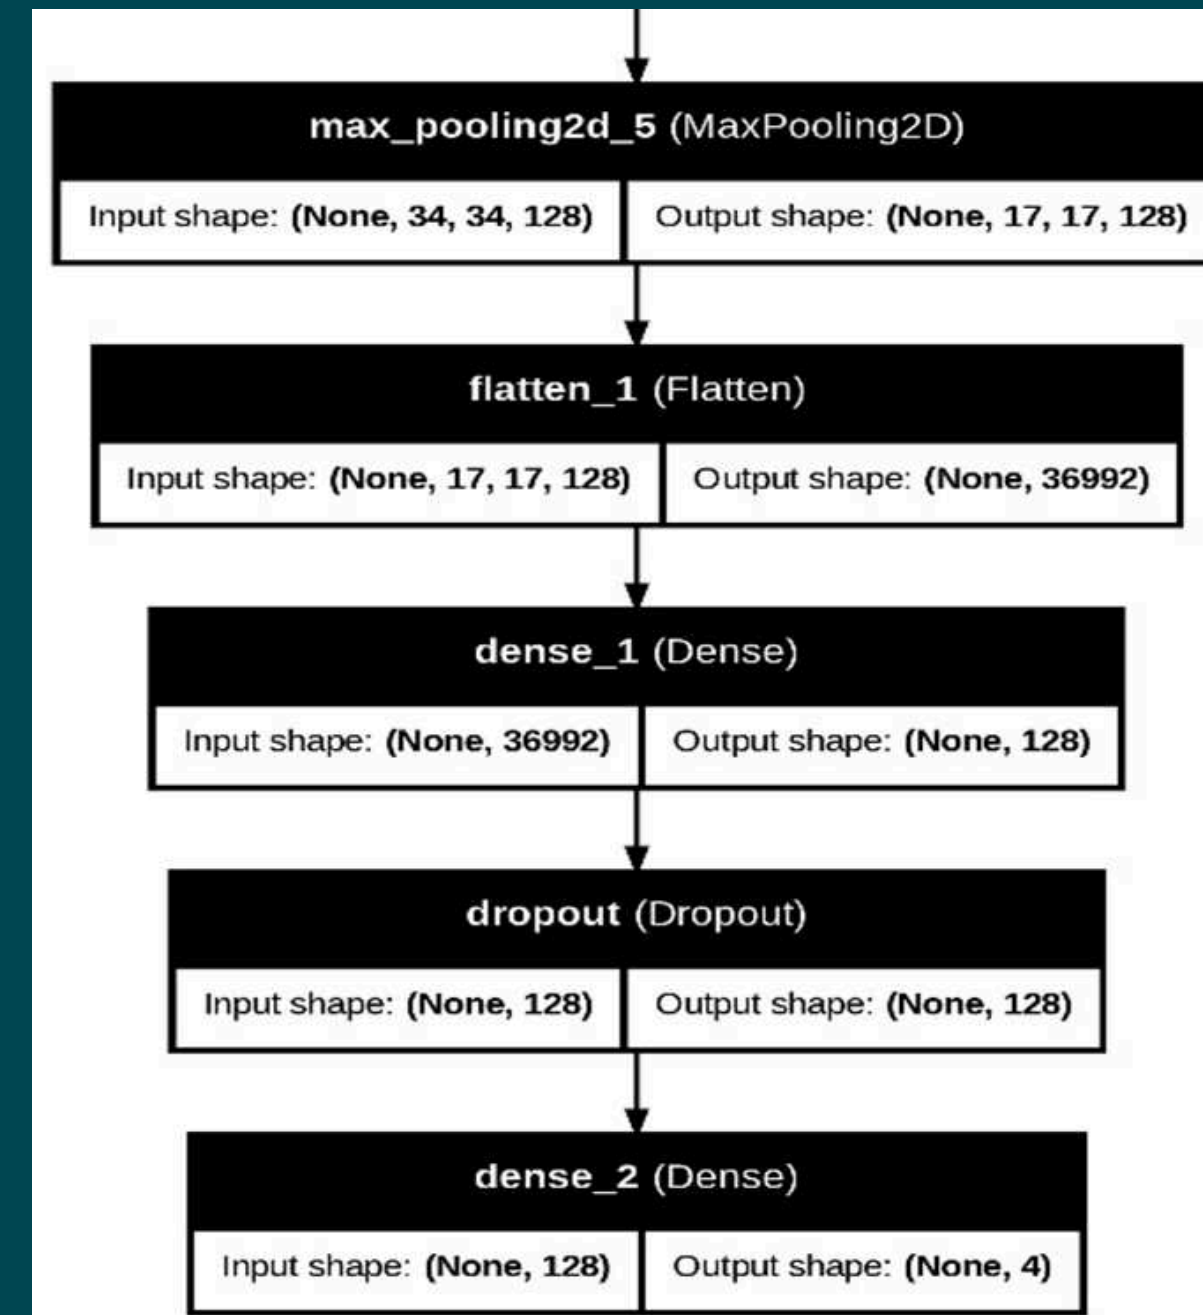 max_pooling2d_5 (MaxPooling2D)
Input shape: (None, 34, 34, 128) Output shape: (None, 17, 17, 128)
flatten_1 (Flatten)
Input shape: (None, 17, 17, 128) Output shape: (None, 36992)
dense_1 (Dense)
Input shape: (None, 36992) Output shape: (None, 128)
dropout (Dropout)
Input shape: (None, 128) Output shape: (None, 128)
dense_2 (Dense)
Input shape: (None, 128) Output shape: (None, 4)